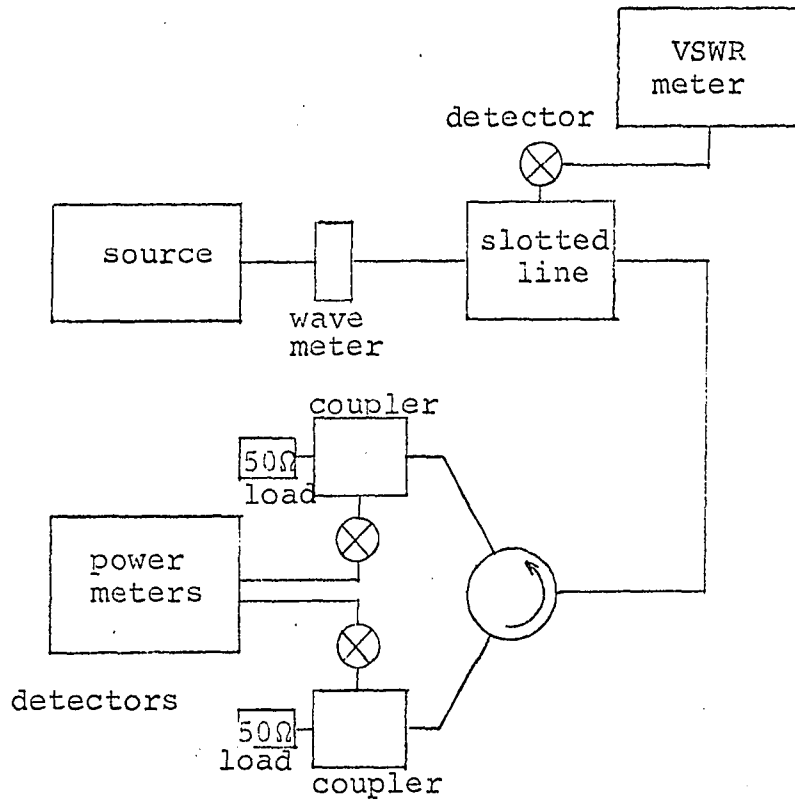 VSWR
meter
detector
source
slotted
line
wave
meter
coupler
50Ω
load
power
meters
detectors
50Ω
load
coupler